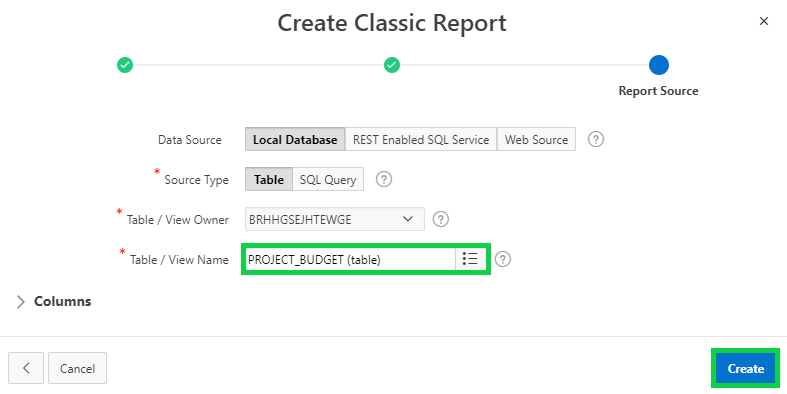 Create Classic Report
Report Source
Data Source Local Database REST Enabled SQL Service Web Source ?
* Source Type Table SQL Query ?
* Table / View Owner BRHHGSEJHTEWGE ?
* Table / View Name PROJECT_BUDGET (table) ?
Columns
Cancel Create